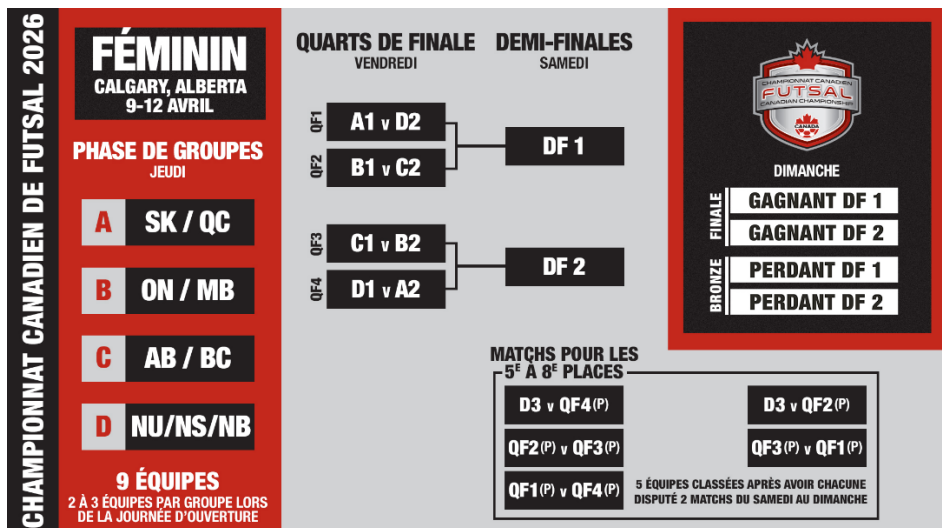 CHAMPIONNAT CANADIEN DE FUTSAL 2026
FÉMININ
CALGARY, ALBERTA
9-12 AVRIL
PHASE DE GROUPES
JEUDI
A SK / QC
B ON / MB
C AB / BC
D NU/NS/NB
9 ÉQUIPES
2 À 3 ÉQUIPES PAR GROUPE LORS
DE LA JOURNÉE D'OUVERTURE
QUARTS DE FINALE
VENDREDI
QF1 A1 v D2
QF2 B1 v C2
QF3 C1 v B2
QF4 D1 v A2
DEMI-FINALES
SAMEDI
DF 1
DF 2
CHAMPIONNAT CANADIEN
FUTSAL
CANADIAN CHAMPIONSHIP
CANADA
DIMANCHE
FINALE
GAGNANT DF 1
GAGNANT DF 2
BRONZE
PERDANT DF 1
PERDANT DF 2
MATCHS POUR LES
5E À 8E PLACES
D3 v QF4(P)
QF2(P) v QF3(P)
QF1(P) v QF4(P)
D3 v QF2(P)
QF3(P) v QF1(P)
5 ÉQUIPES CLASSÉES APRÈS AVOIR CHACUNE
DISPUTÉ 2 MATCHS DU SAMEDI AU DIMANCHE